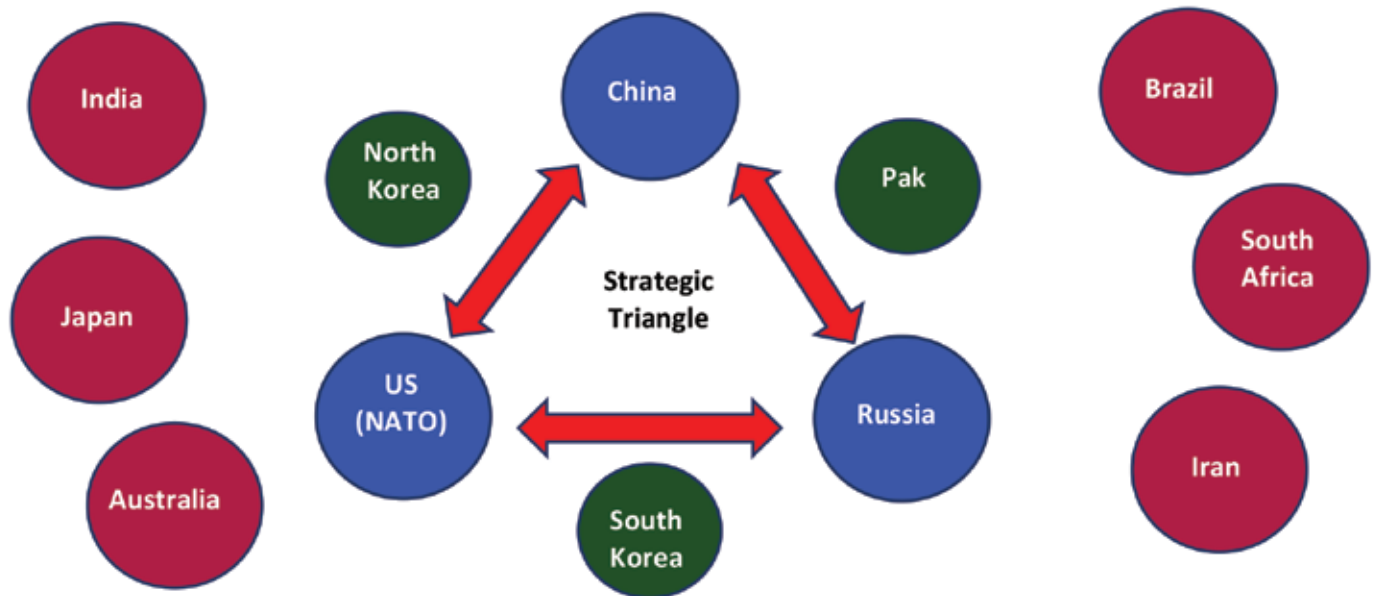 India
China
Brazil
North
Korea
Pak
South
Africa
Strategic
Triangle
Japan
US
(NATO)
Russia
Iran
Australia
South
Korea